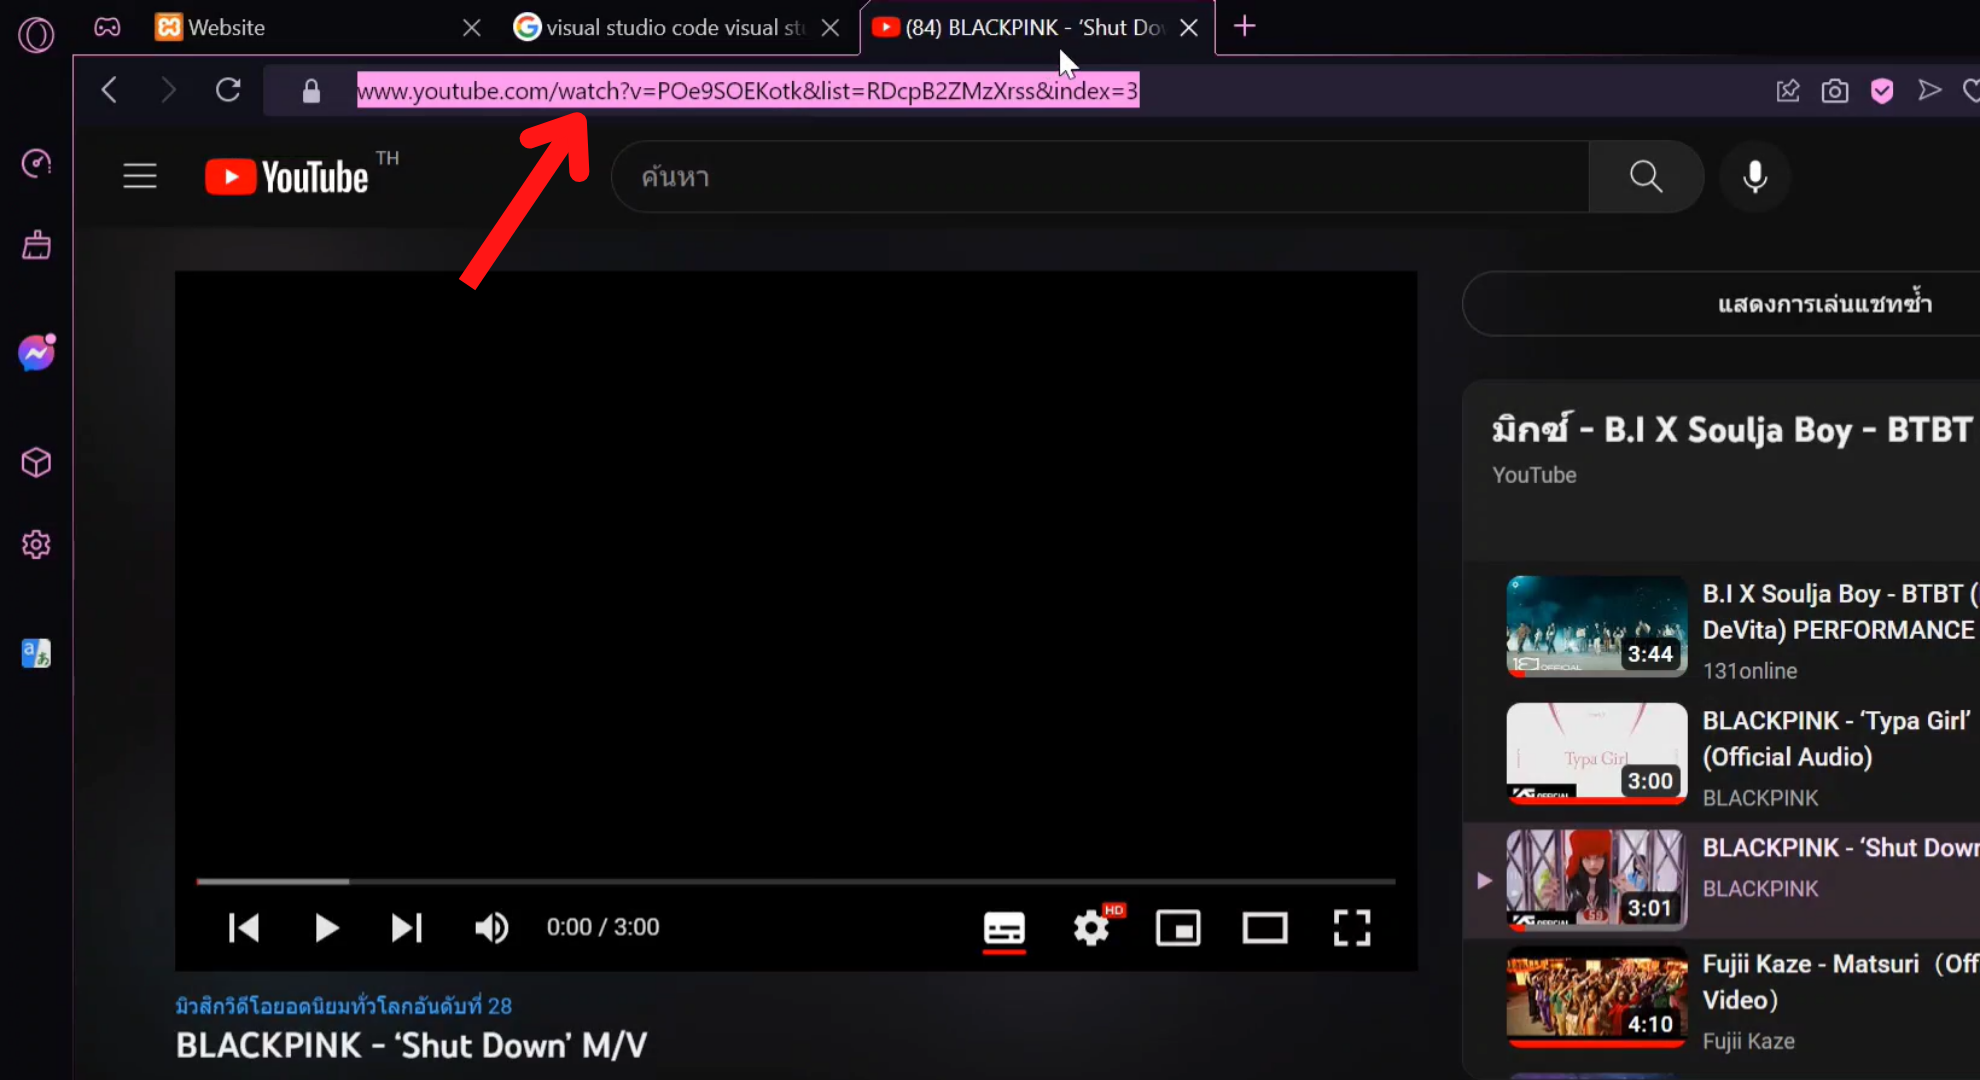 Website
visual studio code visual st
(84) BLACKPINK - ‘Shut Do
www.youtube.com/watch?v=POe9SOEKotk&list=RDcpB2ZMzXrss&index=3
YouTube TH
ค้นหา
แสดงการเล่นแชทซ้ำ
มิกซ์ - B.I X Soulja Boy - BTBT
YouTube
B.I X Soulja Boy - BTBT (
DeVita) PERFORMANCE
131online
3:44
Typa Girl
3:00
BLACKPINK - ‘Typa Girl’
(Official Audio)
BLACKPINK
3:01
BLACKPINK - ‘Shut Down
BLACKPINK
4:10
Fujii Kaze - Matsuri（Off
Video）
Fujii Kaze
0:00 / 3:00
HD
มิวสิกวิดีโอยอดนิยมทั่วโลกอันดับที่ 28
BLACKPINK - ‘Shut Down’ M/V